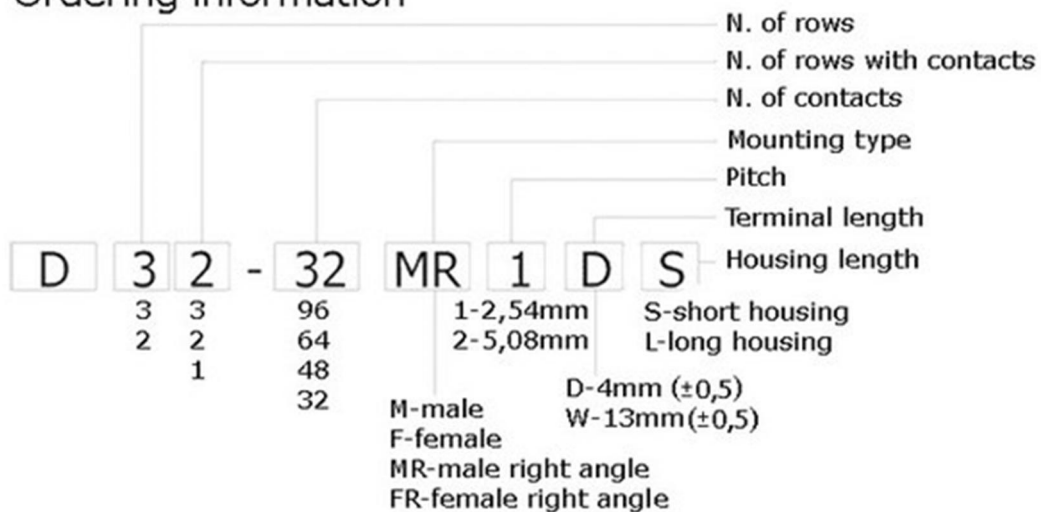 Ordering information
N. of rows
N. of rows with contacts
N. of contacts
Mounting type
Pitch
Terminal length
Housing length
D 3 2 - 32 MR 1 D S
3 3 96 1-2,54mm S-short housing
2 2 64 2-5,08mm L-long housing
1 48
32
D-4mm (±0,5)
W-13mm(±0,5)
M-male
F-female
MR-male right angle
FR-female right angle